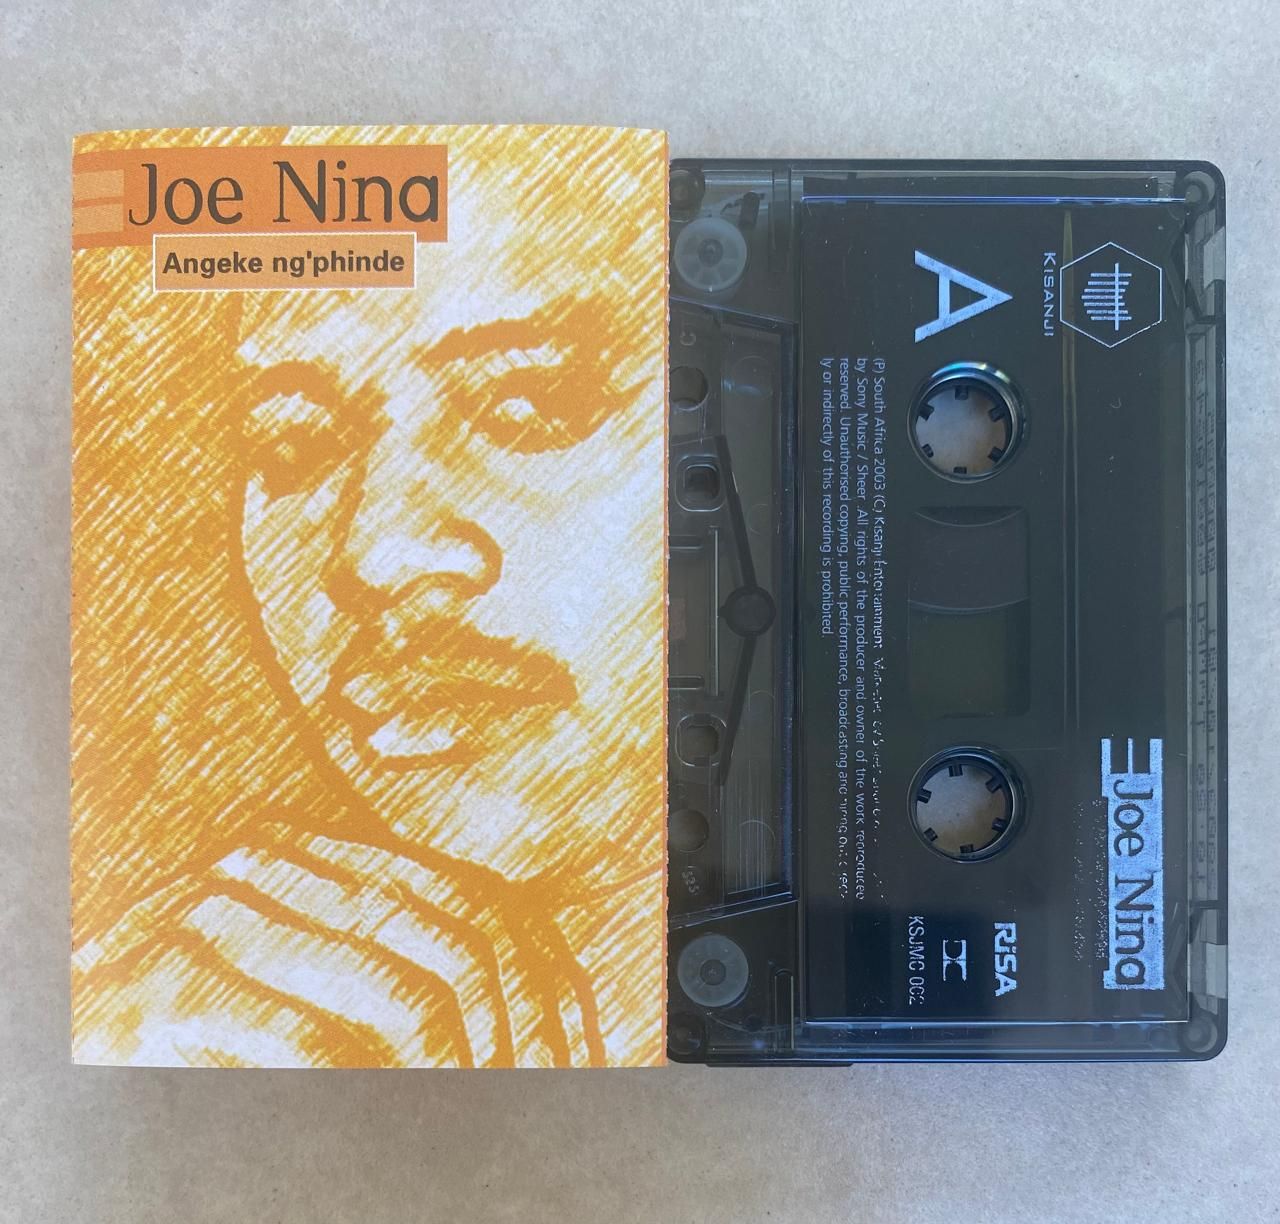 Joe Nina
Angeke ng'phinde
KISANJI
A
(P) South Africa 2003 (C) Kisanji Entertainment
by Sony Music / Sheer All rights of the producer and owner of the work reproduced
reserved. Unauthorised copying, public performance, broadcasting and
ly or indirectly of this recording is prohibited.
Joe Nina
RiSA
KSJMC 002